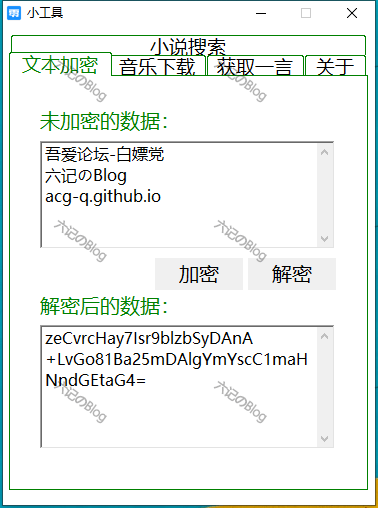 小工具
小说搜索
文本加密 音乐下载 获取一言 关于
六记のBlog 六记のBlog
未加密的数据：
吾爱论坛-白嫖党
六记のBlog
acg-q.github.io
六记のBlog 六记のBlog
加密 解密
解密后的数据：
zeCvrcHay7Isr9blzbSyDAnA
+LvGo81Ba25mDAlgYmYscC1maH
NndGEtaG4=
六记のBlog 六记のBlog